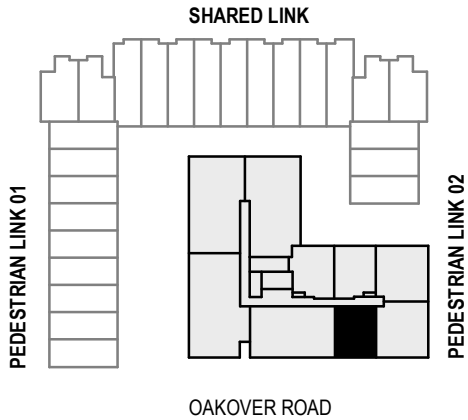 SHARED LINK
PEDESTRIAN LINK 01
PEDESTRIAN LINK 02
OAKOVER ROAD